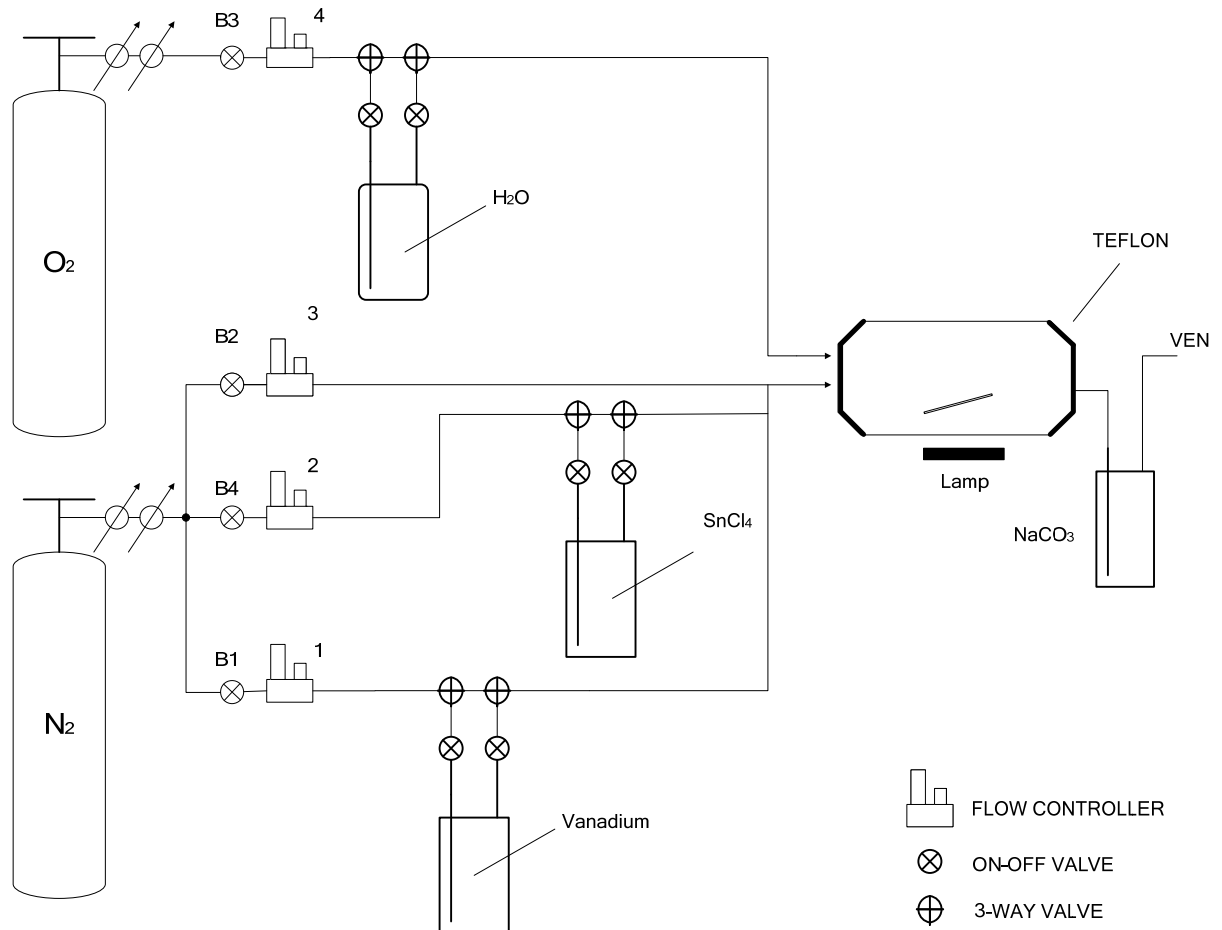 B3
4
O2
H2O
TEFLON
B2
3
VEN
B4
2
Lamp
SnCl4
NaCO3
B1
1
N2
Vanadium
FLOW CONTROLLER
ON-OFF VALVE
3-WAY VALVE